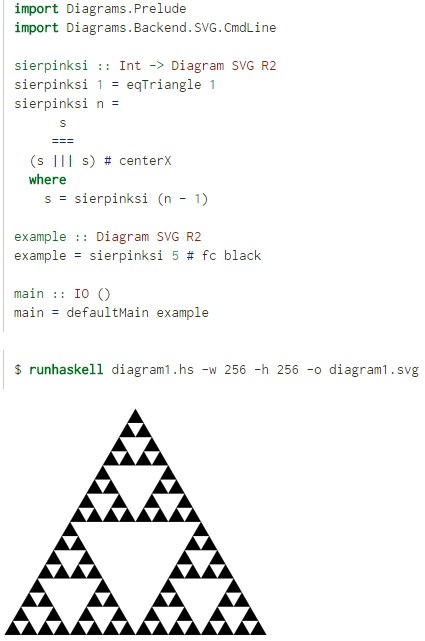 import Diagrams.Prelude
import Diagrams.Backend.SVG.CmdLine
sierpinksi :: Int -> Diagram SVG R2
sierpinksi 1 = eqTriangle 1
sierpinksi n =
s
===
(s ||| s) # centerX
where
s = sierpinksi (n - 1)
example :: Diagram SVG R2
example = sierpinksi 5 # fc black
main :: IO ()
main = defaultMain example
$ runhaskell diagram1.hs -w 256 -h 256 -o diagram1.svg